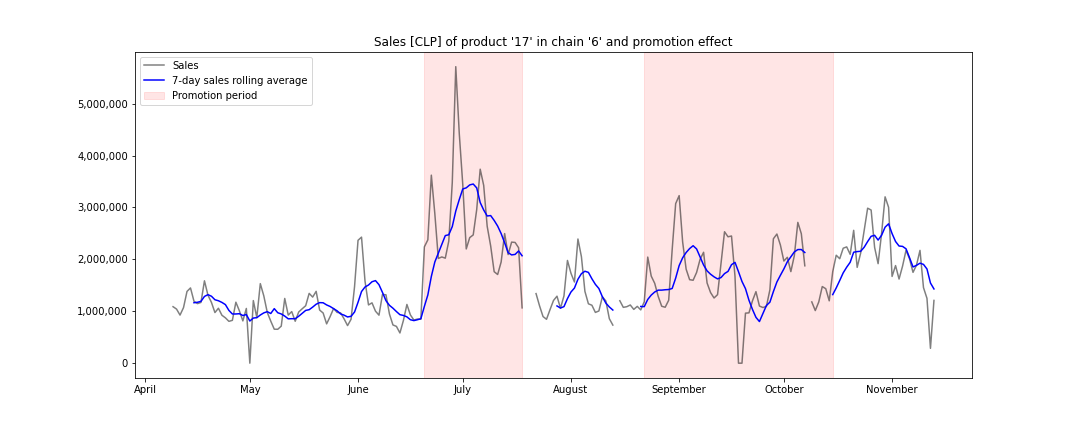 Sales [CLP] of product '17' in chain '6' and promotion effect
Sales
7-day sales rolling average
Promotion period
5,000,000
4,000,000
3,000,000
2,000,000
1,000,000
0
April May June July August September October November